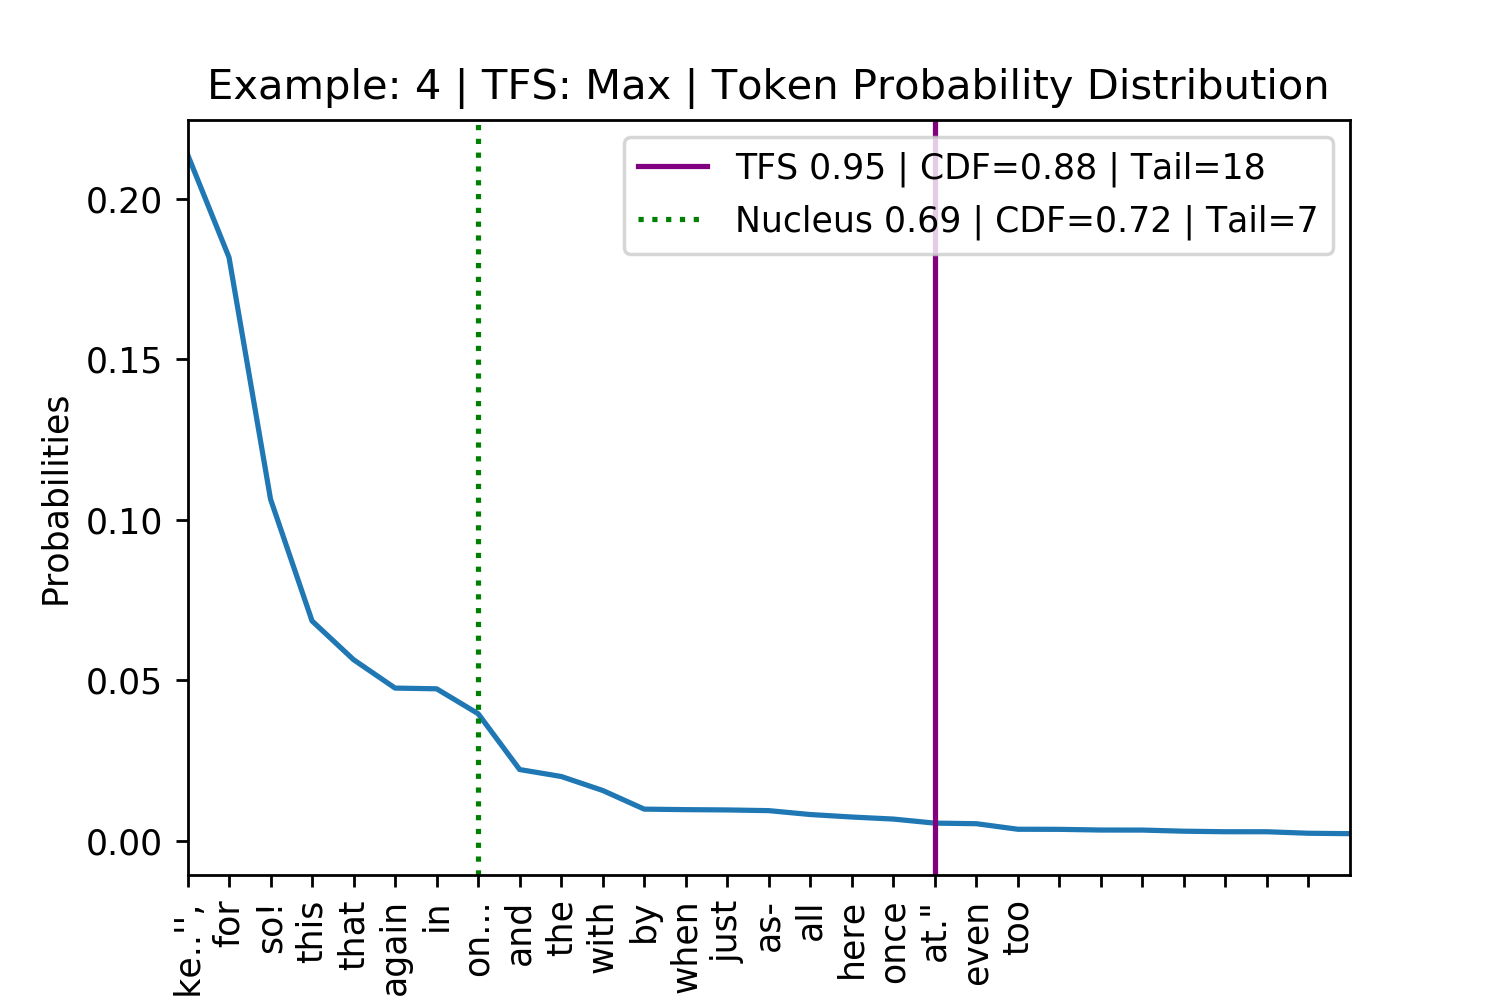 Example: 4 | TFS: Max | Token Probability Distribution
TFS 0.95 | CDF=0.88 | Tail=18
Nucleus 0.69 | CDF=0.72 | Tail=7
Probabilities
0.20
0.15
0.10
0.05
0.00
ke..",
for
so!
this
that
again
in
on...
and
the
with
by
when
just
as-
all
here
once
at."
even
too